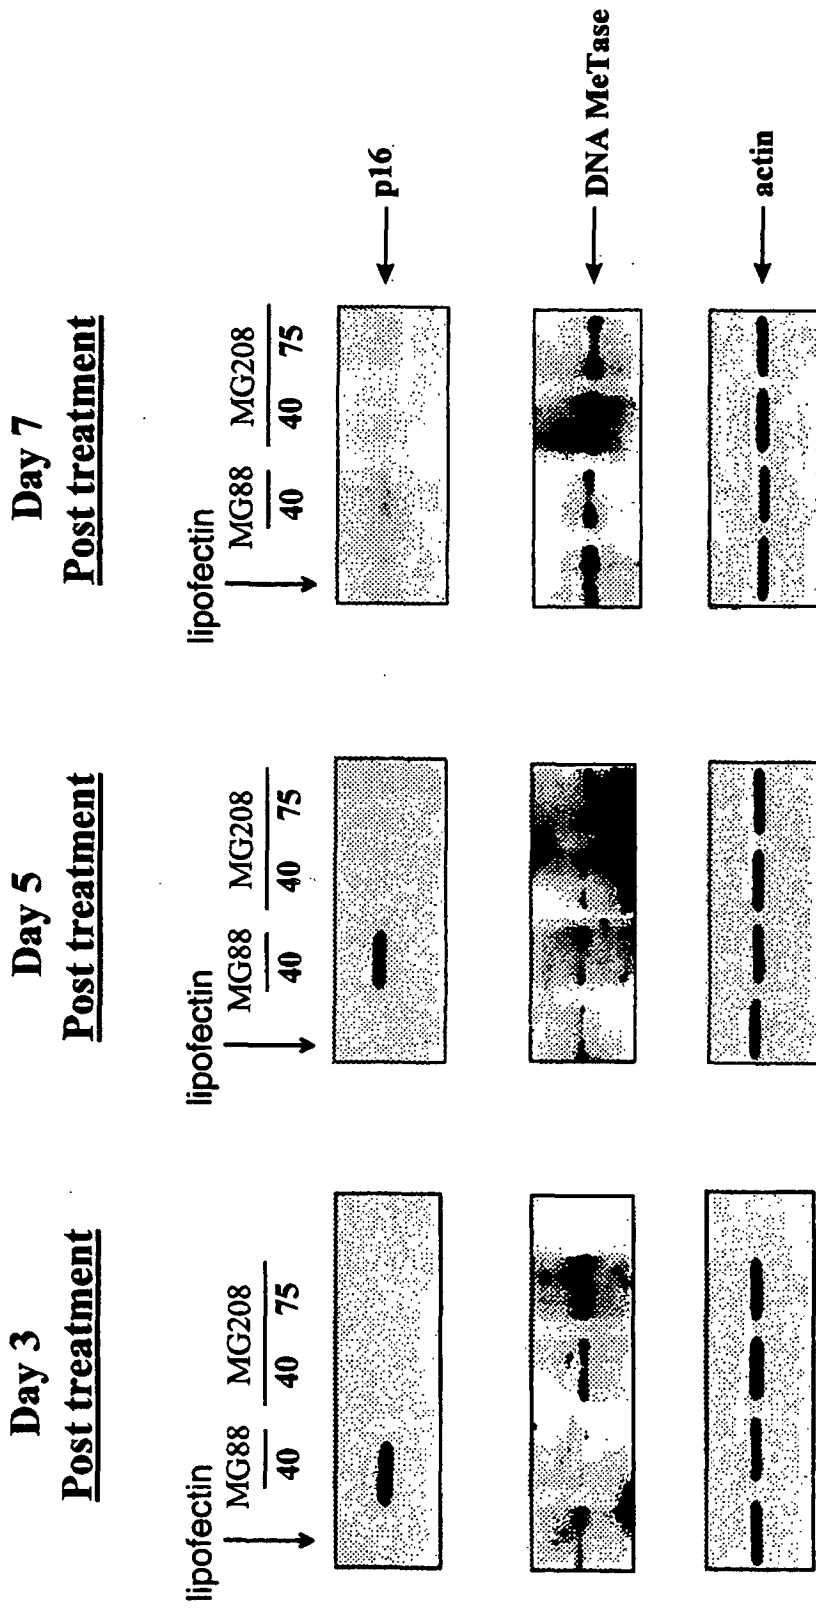 Day 3
Post treatment
lipofectin
MG88 MG208
40 40 75
Day 5
Post treatment
lipofectin
MG88 MG208
40 40 75
Day 7
Post treatment
lipofectin
MG88 MG208
40 40 75
p16
DNA MeTase
actin